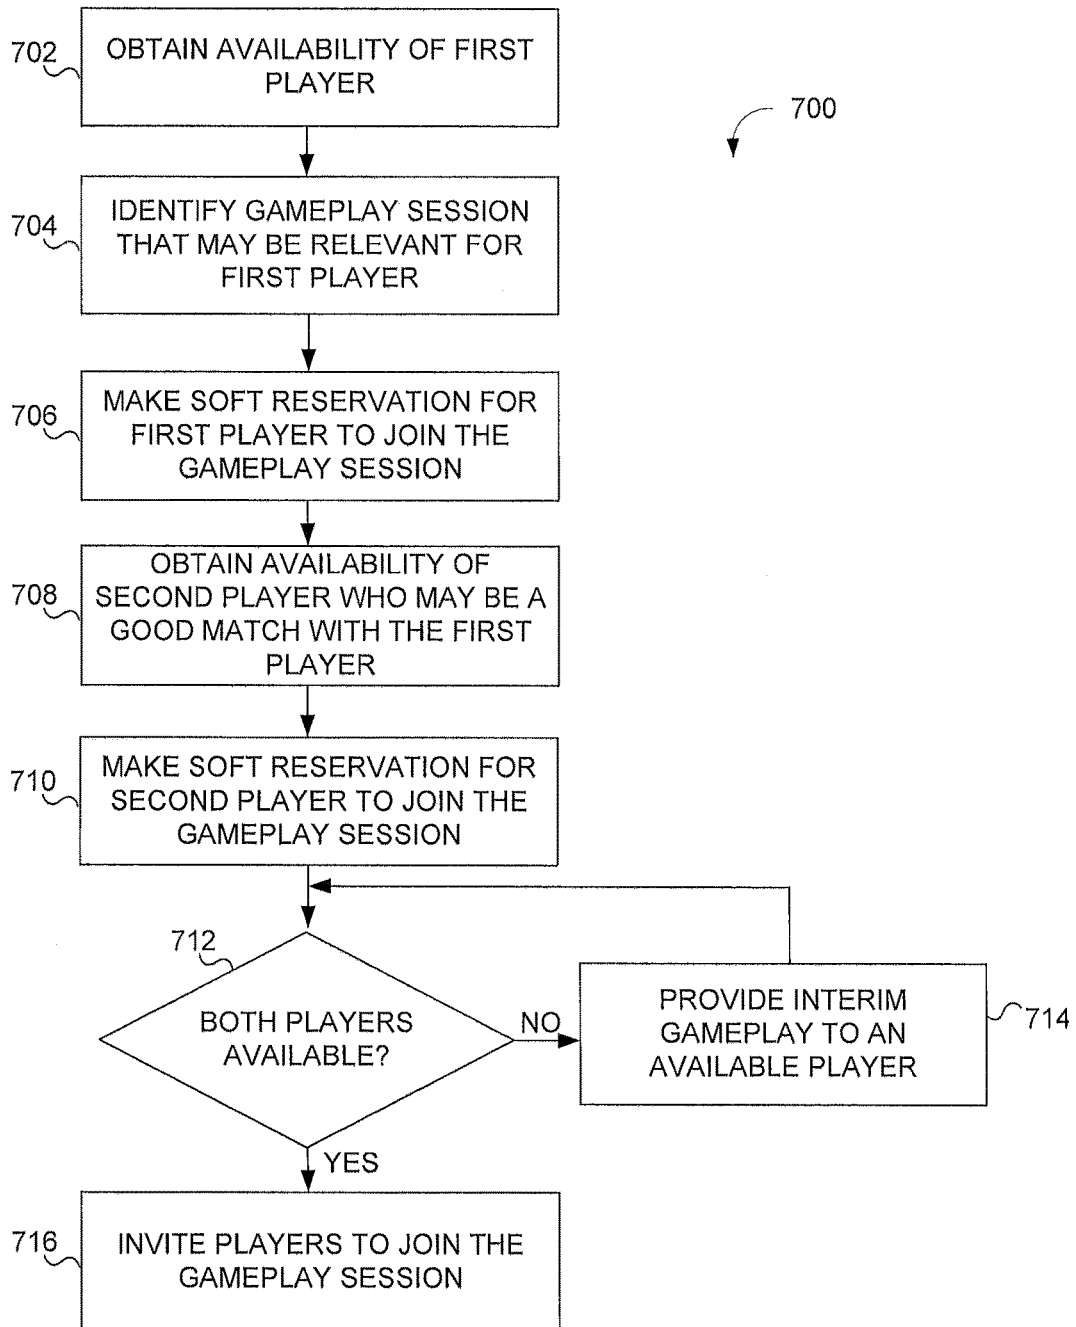 702
OBTAIN AVAILABILITY OF FIRST
PLAYER
700
704
IDENTIFY GAMEPLAY SESSION
THAT MAY BE RELEVANT FOR
FIRST PLAYER
706
MAKE SOFT RESERVATION FOR
FIRST PLAYER TO JOIN THE
GAMEPLAY SESSION
708
OBTAIN AVAILABILITY OF
SECOND PLAYER WHO MAY BE A
GOOD MATCH WITH THE FIRST
PLAYER
710
MAKE SOFT RESERVATION FOR
SECOND PLAYER TO JOIN THE
GAMEPLAY SESSION
712
BOTH PLAYERS
AVAILABLE?
NO
PROVIDE INTERIM
GAMEPLAY TO AN
AVAILABLE PLAYER
714
YES
716
INVITE PLAYERS TO JOIN THE
GAMEPLAY SESSION